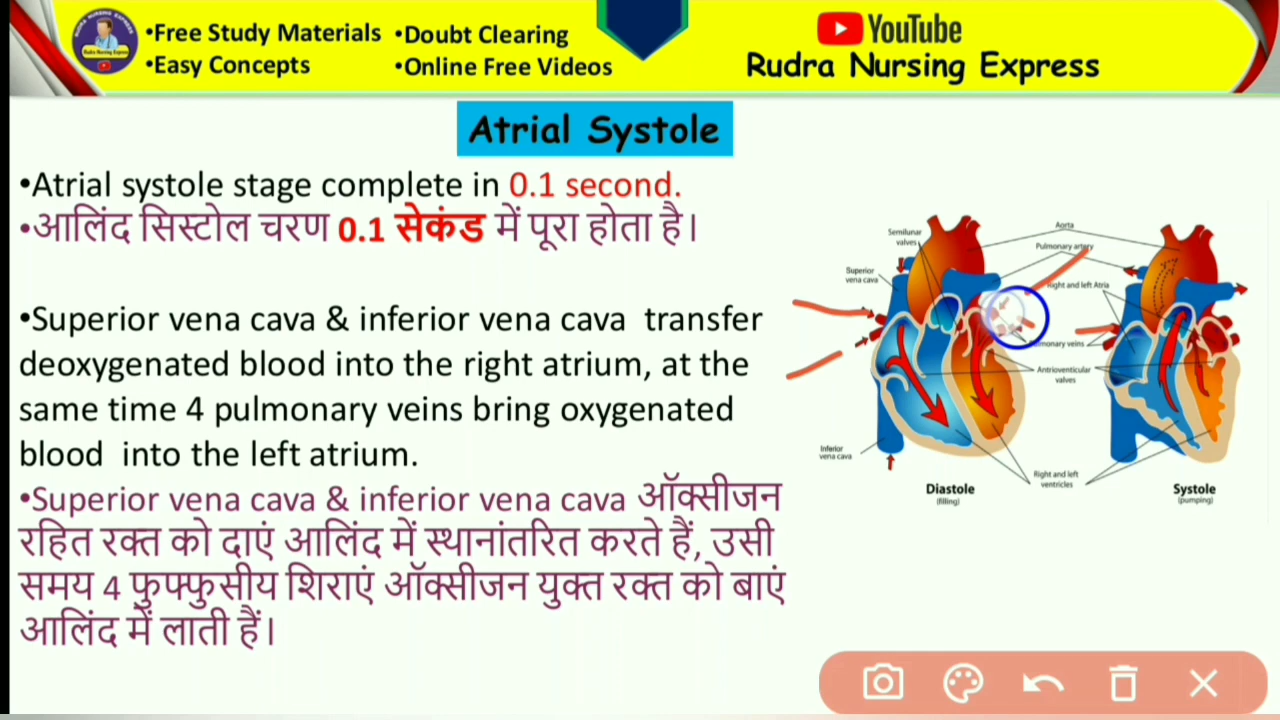 •Free Study Materials •Doubt Clearing
•Easy Concepts •Online Free Videos
YouTube
Rudra Nursing Express
Atrial Systole
•Atrial systole stage complete in 0.1 second.
•आलिंद सिस्टोल चरण 0.1 सेकंड में पूरा होता है।
•Superior vena cava & inferior vena cava transfer
deoxygenated blood into the right atrium, at the
same time 4 pulmonary veins bring oxygenated
blood into the left atrium.
•Superior vena cava & inferior vena cava ऑक्सीजन
रहित रक्त को दाएं आलिंद में स्थानांतरित करते हैं, उसी
समय 4 फुफ्फुसीय शिराएं ऑक्सीजन युक्त रक्त को बाएं
आलिंद में लाती हैं।
Semilunar
valves
Aorta
Pulmonary artery
Superior
vena cava
Right and left Atria
veins
Antrioventicular
valves
Inferior
vena cava
Right and left
ventricles
Diastole
(filling)
Systole
(pumping)